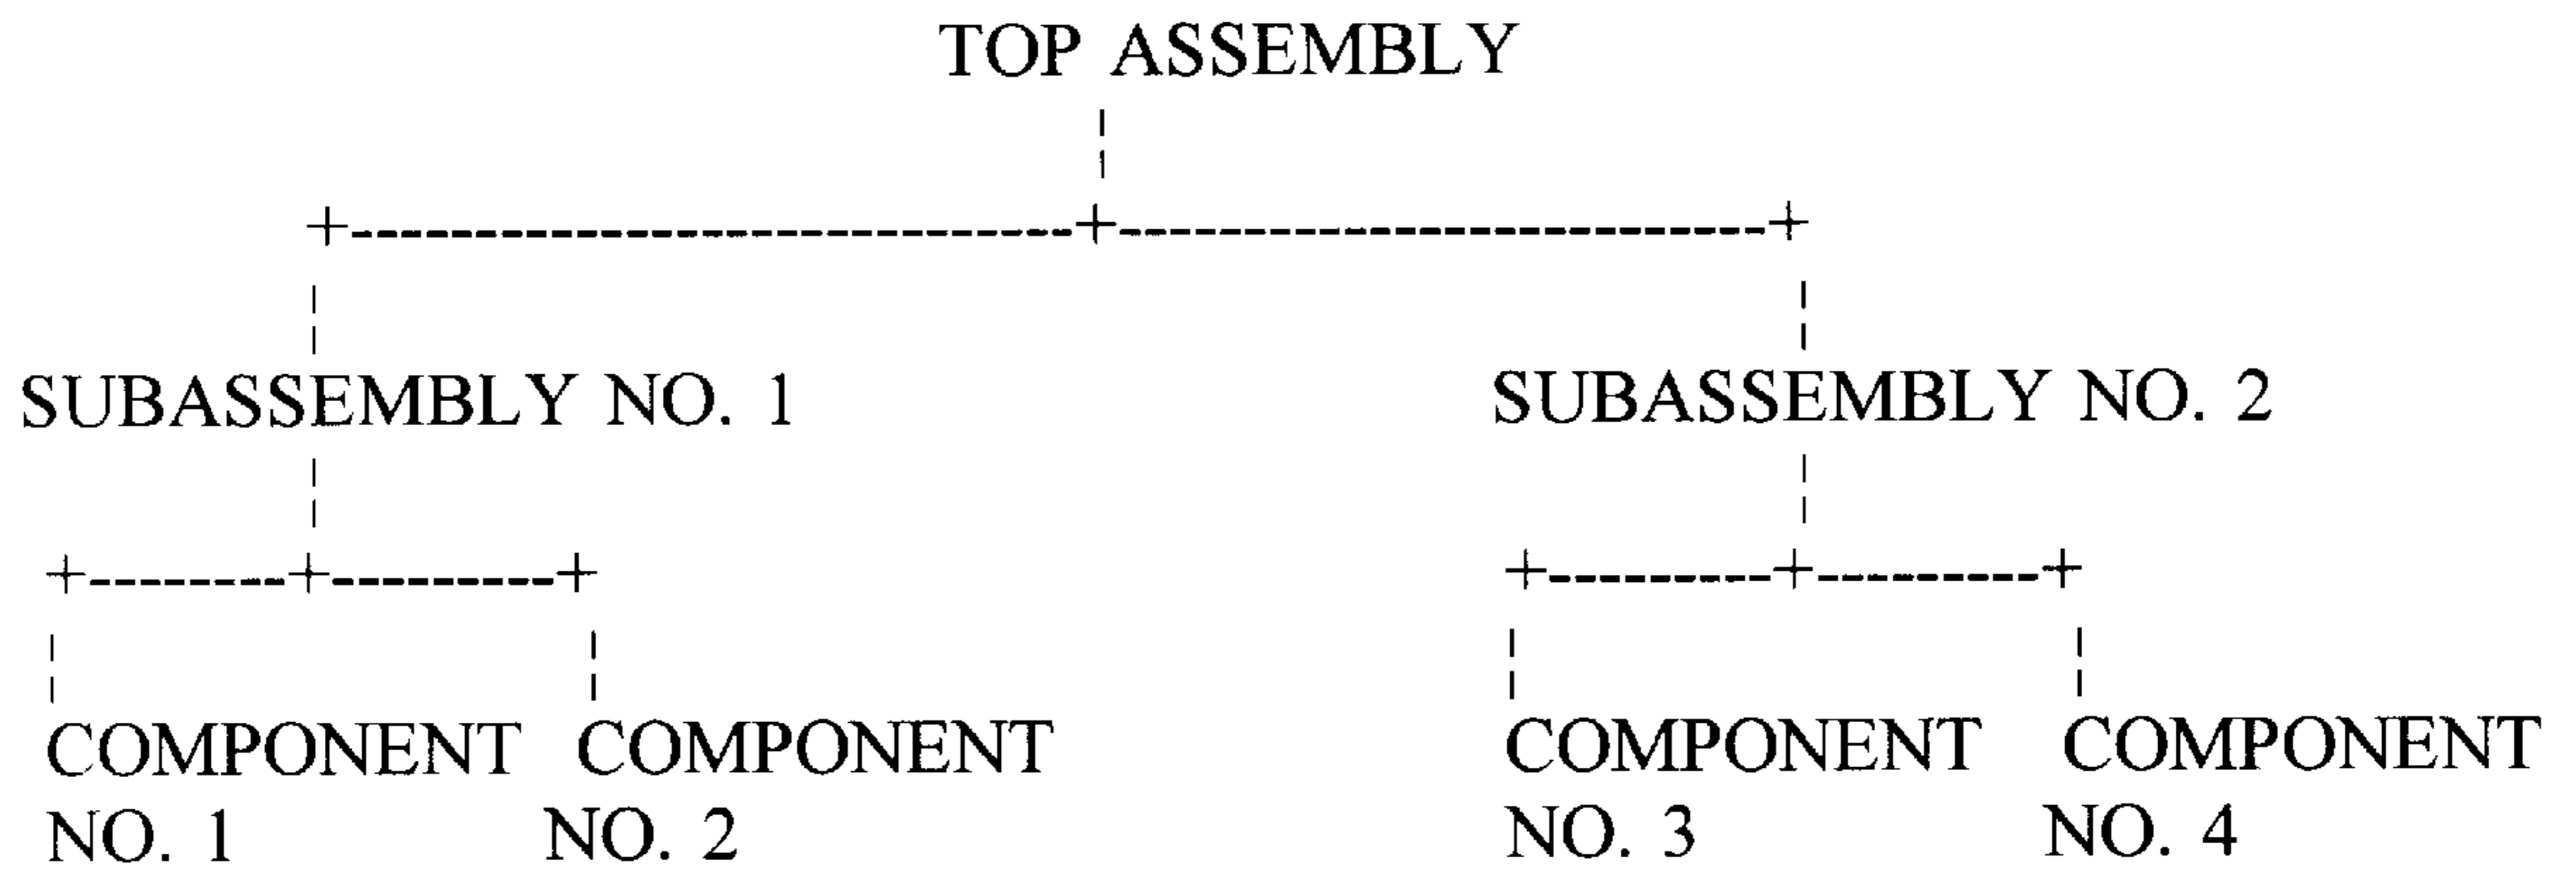 TOP ASSEMBLY
SUBASSEMBLY NO. 1 SUBASSEMBLY NO. 2
COMPONENT COMPONENT COMPONENT COMPONENT
NO. 1 NO. 2 NO. 3 NO. 4